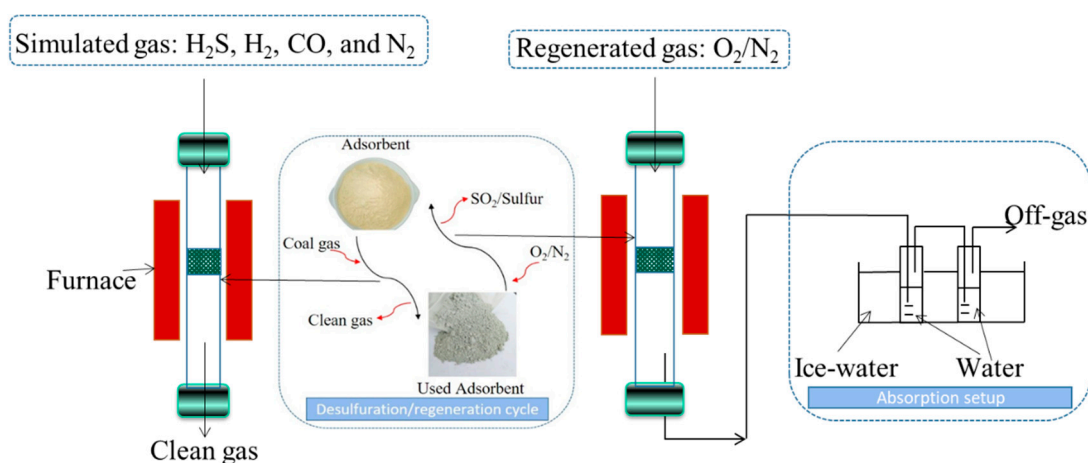 Simulated gas: H₂S, H₂, CO, and N₂
Regenerated gas: O₂/N₂
Adsorbent
SO₂/Sulfur
Coal gas
O₂/N₂
Clean gas
Used Adsorbent
Desulfuration/regeneration cycle
Furnace
Clean gas
Off-gas
Ice-water
Water
Absorption setup